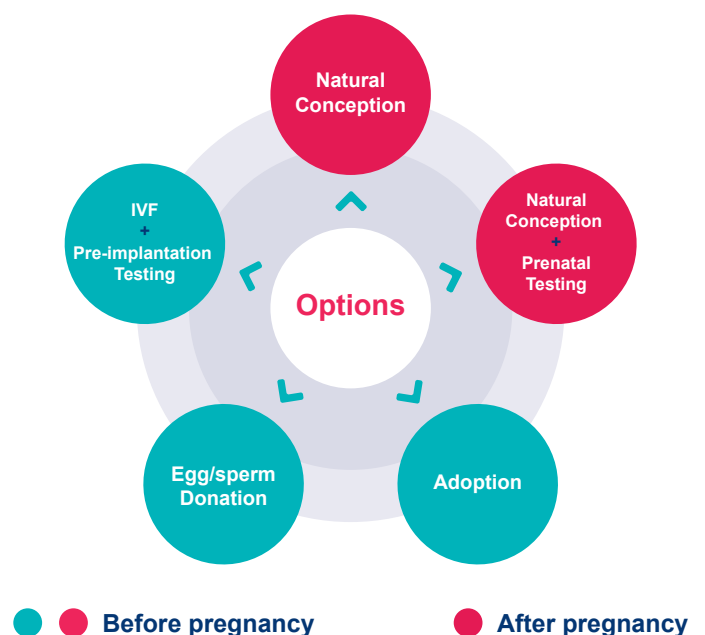 Natural
Conception
IVF
+
Pre-implantation
Testing
Natural
Conception
+
Prenatal
Testing
Options
Egg/sperm
Donation
Adoption
Before pregnancy
After pregnancy